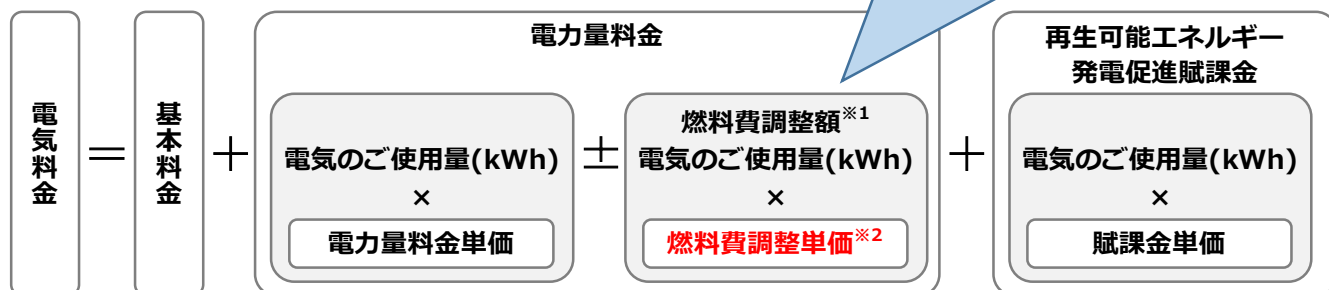 電気料金
＝
基本料金
＋
電力量料金
電気のご使用量(kWh)
×
電力量料金単価
±
燃料費調整額※1
電気のご使用量(kWh)
×
燃料費調整単価※2
＋
再生可能エネルギー
発電促進賦課金
電気のご使用量(kWh)
×
賦課金単価